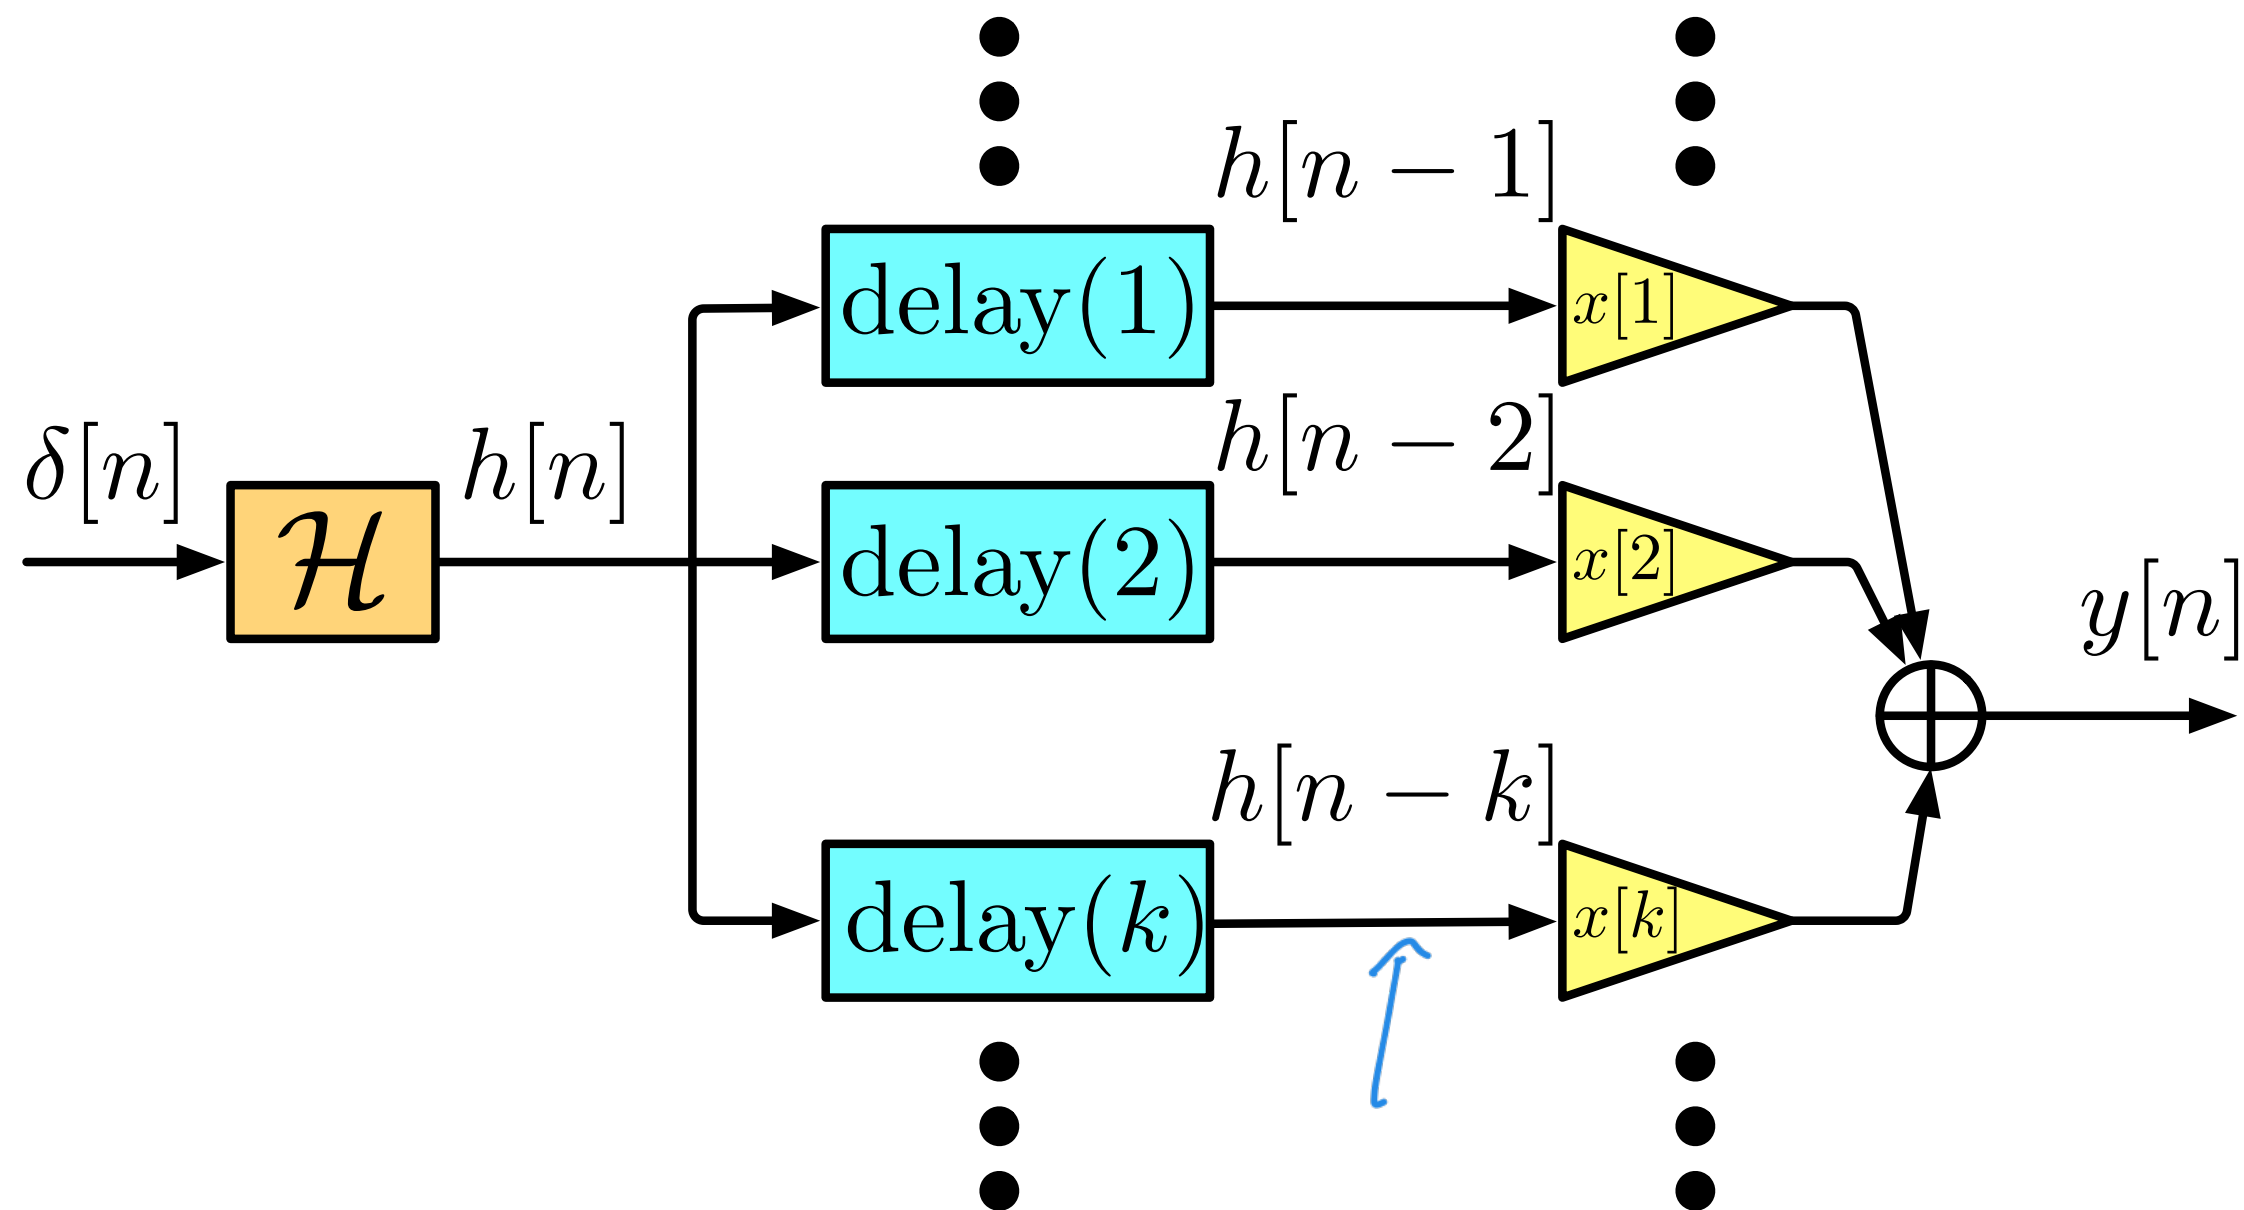 h[n − 1]
delay(1)
x[1]
δ[n]
h[n]
h[n − 2]
ℋ
delay(2)
x[2]
y[n]
h[n − k]
delay(k)
x[k]